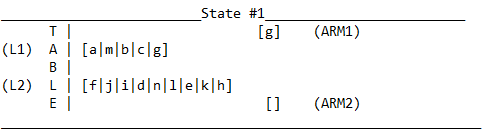 State #1
T | [g] (ARM1)
(L1) A | [a|m|b|c|g]
B |
(L2) L | [f|j|i|d|n|l|e|k|h]
E | [] (ARM2)